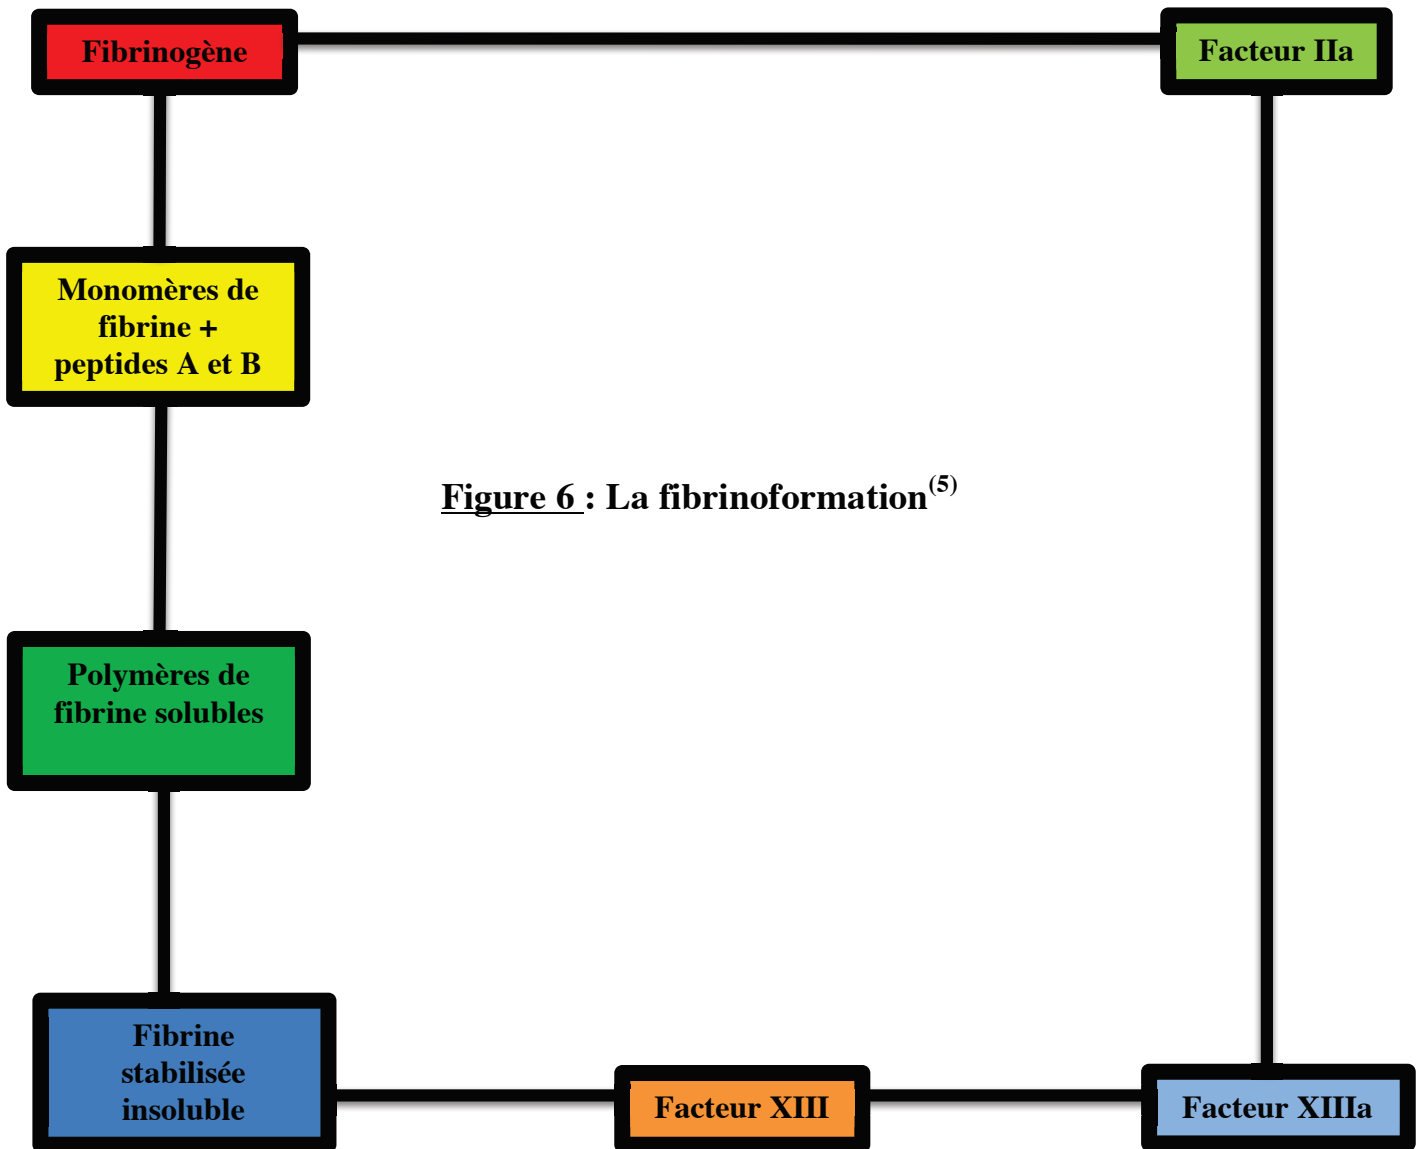 Fibrinogène
Facteur IIa
Monomères de
fibrine +
peptides A et B
Figure 6 : La fibrinoformation(5)
Polymères de
fibrine solubles
Fibrine
stabilisée
insoluble
Facteur XIII
Facteur XIIIa